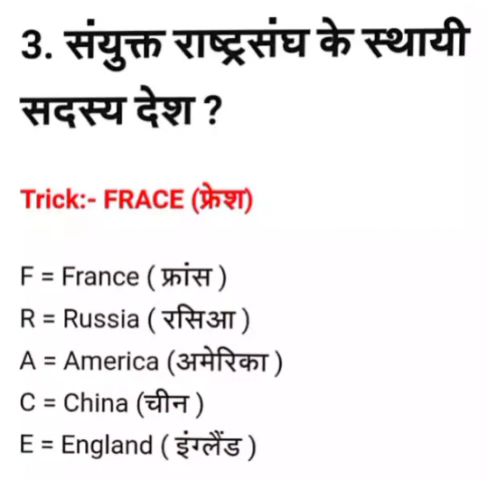 3. संयुक्त राष्ट्रसंघ के स्थायी
सदस्य देश ?
Trick:- FRACE (फ्रेश)
F = France ( फ्रांस )
R = Russia ( रसिआ )
A = America (अमेरिका )
C = China (चीन )
E = England ( इंग्लैंड )